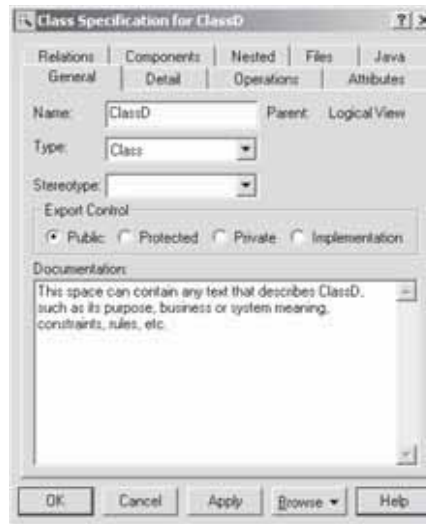 Class Specification for ClassD
Relations Components Nested Files Java
General Detail Operations Attributes
Name: ClassD Parent: Logical View
Type: Class
Stereotype:
Export Control
Public Protected Private Implementation
Documentation:
This space can contain any text that describes ClassD,
such as its purpose, business or system meaning,
constraints, rules, etc.
OK Cancel Apply Browse Help